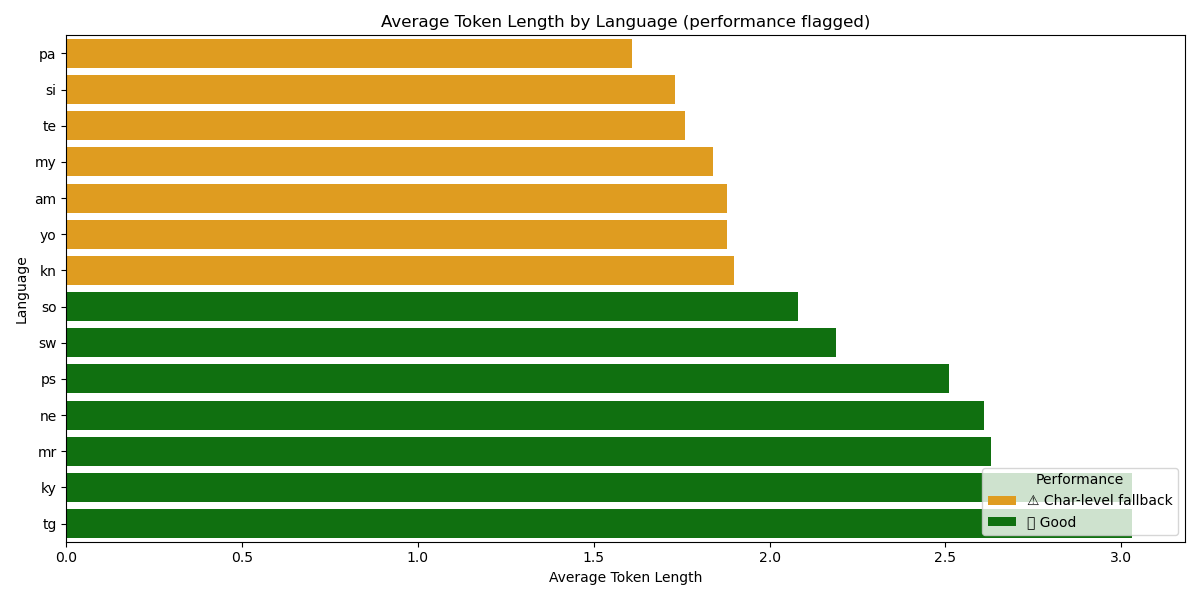 Average Token Length by Language (performance flagged)
pa
si
te
my
am
yo
kn
so
sw
ps
ne
mr
ky
tg
Language
Performance
⚠ Char-level fallback
Good
0.0 0.5 1.0 1.5 2.0 2.5 3.0
Average Token Length